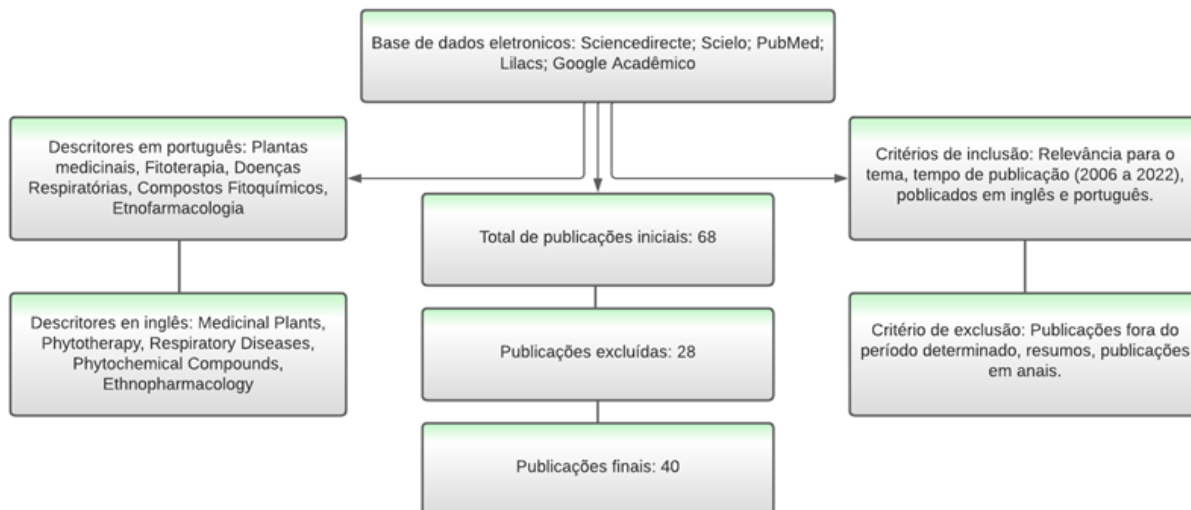 Base de dados eletronicos: Sciencedirecte; Scielo; PubMed;
Lilacs; Google Acadêmico
Descritores em português: Plantas
medicinais, Fitoterapia, Doenças
Respiratórias, Compostos Fitoquímicos,
Etnofarmacologia
Descritores en inglês: Medicinal Plants,
Phytotherapy, Respiratory Diseases,
Phytochemical Compounds,
Ethnopharmacology
Total de publicações iniciais: 68
Publicações excluídas: 28
Publicações finais: 40
Critérios de inclusão: Relevância para o
tema, tempo de publicação (2006 a 2022),
poblicados em inglês e português.
Critério de exclusão: Publicações fora do
período determinado, resumos, publicações
em anais.